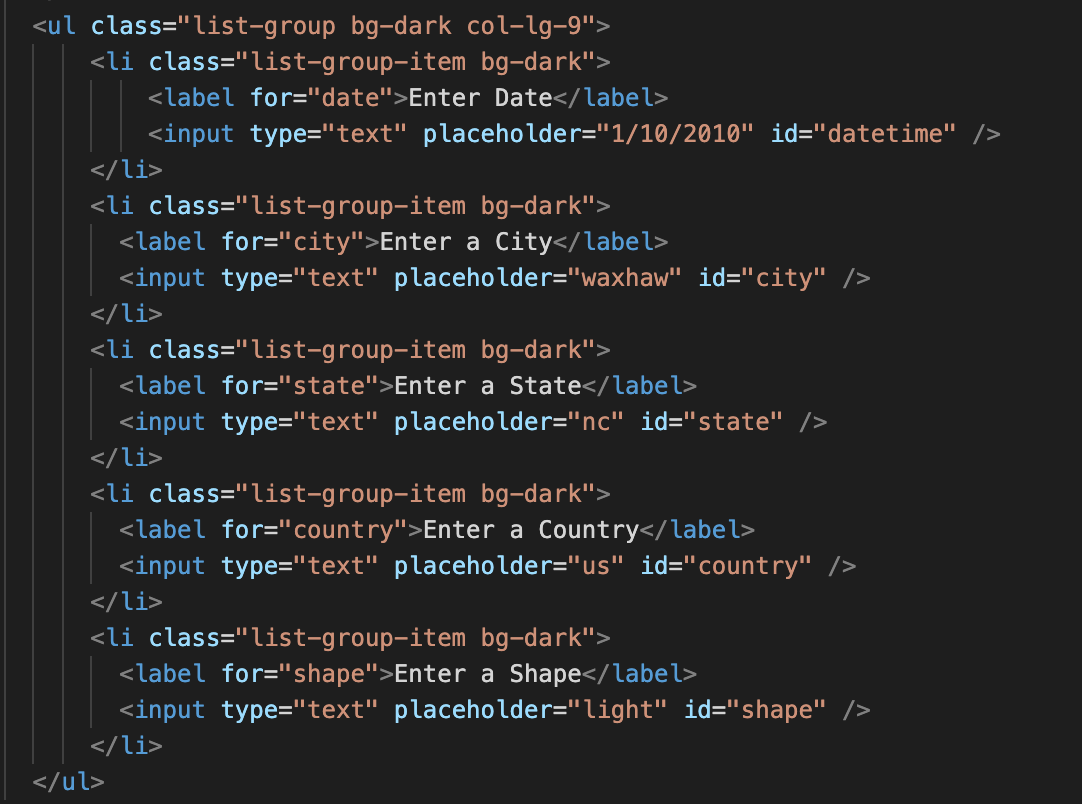 <ul class="list-group bg-dark col-lg-9">
<li class="list-group-item bg-dark">
<label for="date">Enter Date</label>
<input type="text" placeholder="1/10/2010" id="datetime" />
</li>
<li class="list-group-item bg-dark">
<label for="city">Enter a City</label>
<input type="text" placeholder="waxhaw" id="city" />
</li>
<li class="list-group-item bg-dark">
<label for="state">Enter a State</label>
<input type="text" placeholder="nc" id="state" />
</li>
<li class="list-group-item bg-dark">
<label for="country">Enter a Country</label>
<input type="text" placeholder="us" id="country" />
</li>
<li class="list-group-item bg-dark">
<label for="shape">Enter a Shape</label>
<input type="text" placeholder="light" id="shape" />
</li>
</ul>